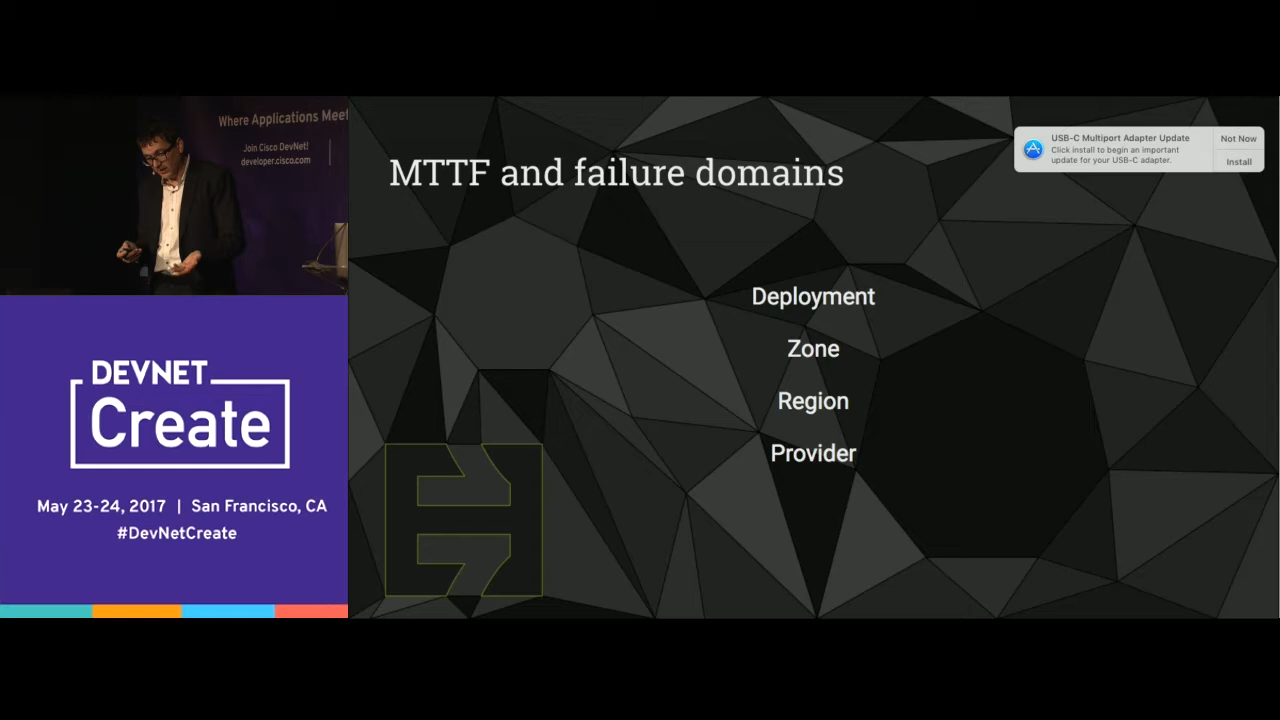 Where Applications Meet
Join Cisco DevNet!
developer.cisco.com
DEVNET
Create
May 23-24, 2017 | San Francisco, CA
#DevNetCreate
MTTF and failure domains
Deployment
Zone
Region
Provider
USB-C Multiport Adapter Update
Click install to begin an important
update for your USB-C adapter.
Not Now
Install